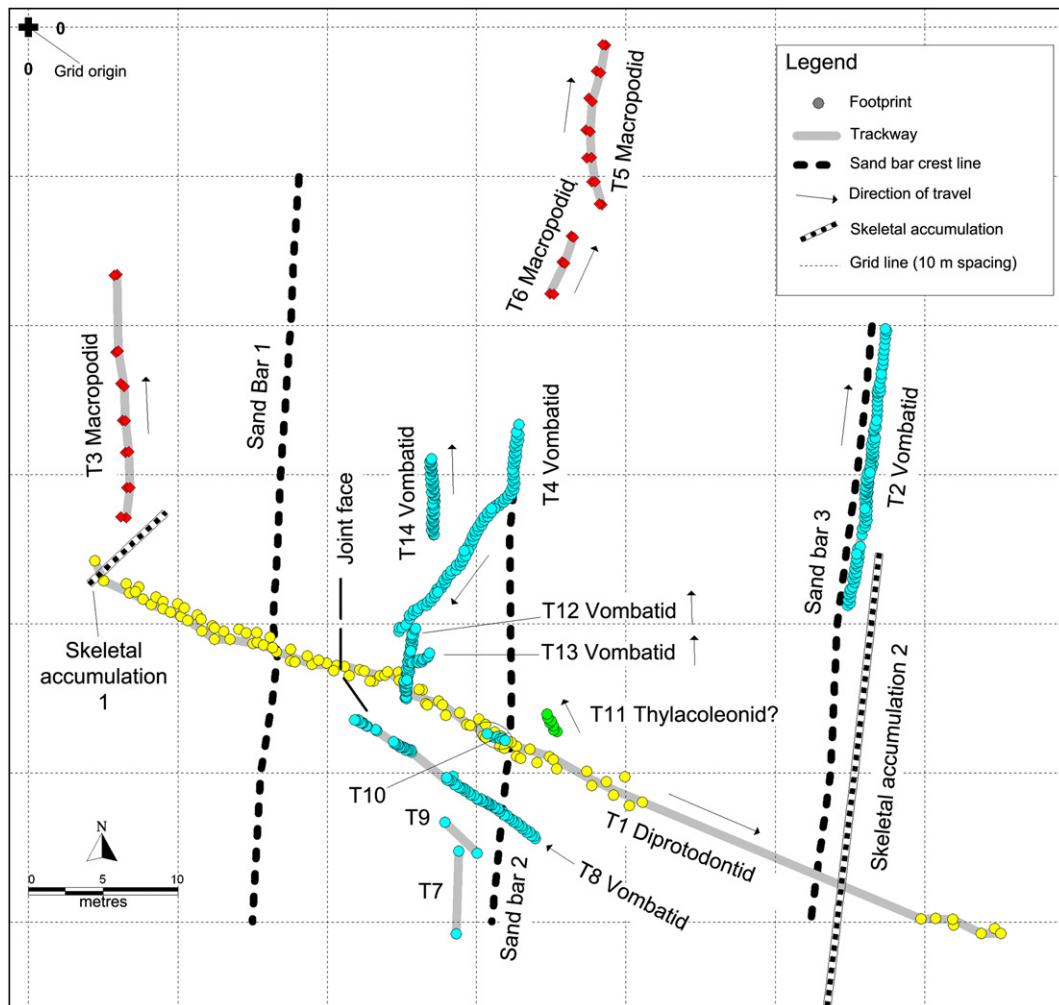 0
0
Grid origin
Legend
Footprint
Trackway
Sand bar crest line
Direction of travel
Skeletal accumulation
Grid line (10 m spacing)
T5 Macropodid
T6 Macropodid
T3 Macropodid
Sand Bar 1
Joint face
T14 Vombatid
T4 Vombatid
Sand bar 3
T2 Vombatid
T12 Vombatid
T13 Vombatid
Skeletal
accumulation
1
T11 Thylacoleonid?
Skeletal accumulation 2
T10
T9
T7
T1 Diprotodontid
T8 Vombatid
Sand bar 2
N
0 5 10
metres